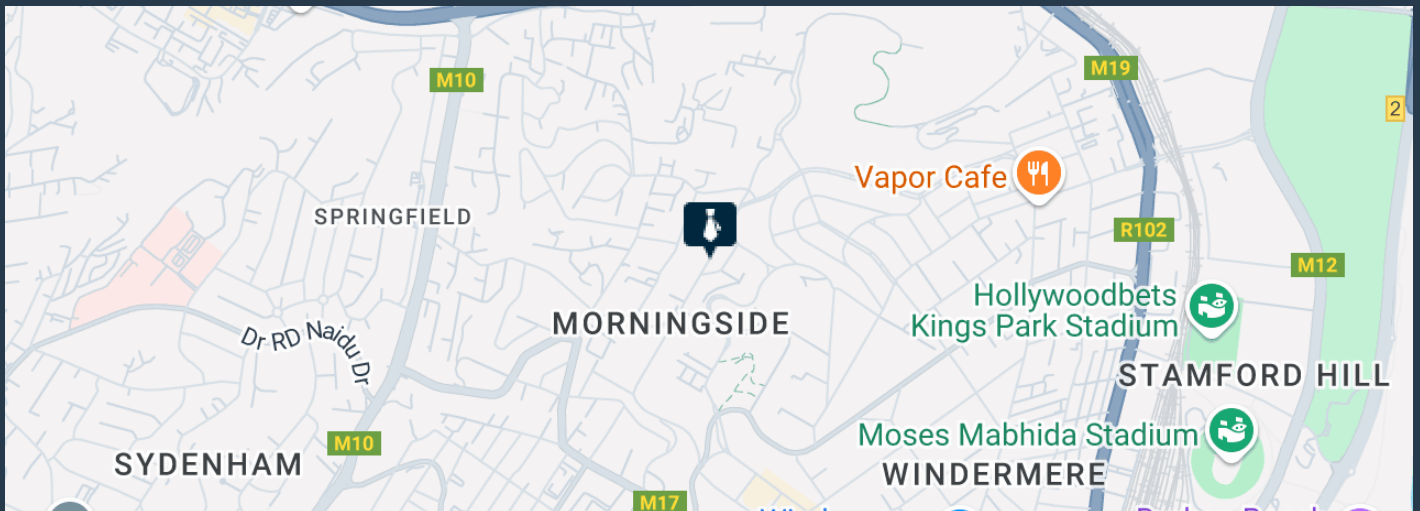 M10
M19
2
Vapor Cafe
SPRINGFIELD
R102
M12
Hollywoodbets
Kings Park Stadium
MORNINGSIDE
Dr RD Naidu Dr
STAMFORD HILL
M10
Moses Mabhida Stadium
SYDENHAM
WINDERMERE
M17